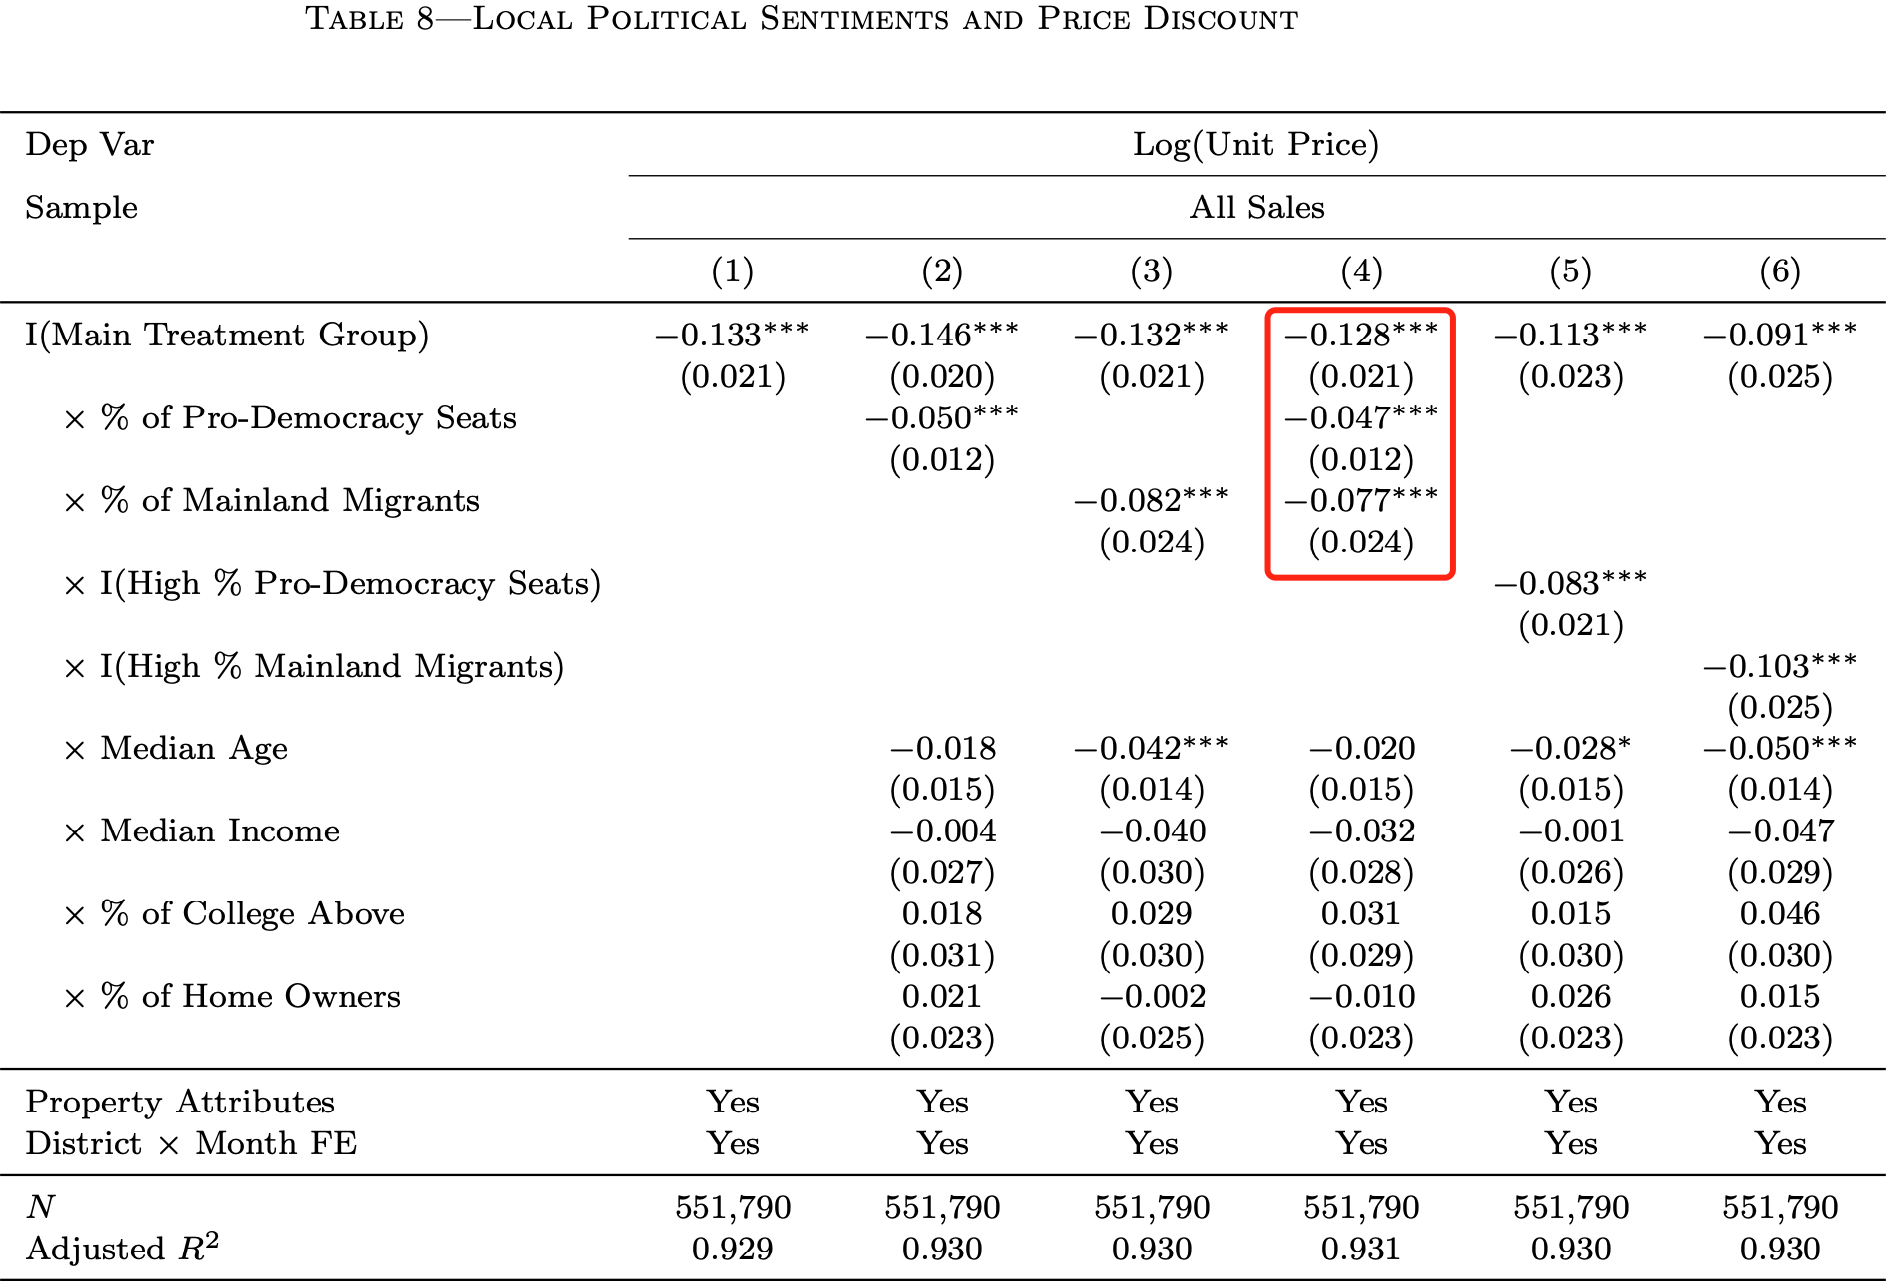 TABLE 8—LOCAL POLITICAL SENTIMENTS AND PRICE DISCOUNT
Dep Var Log(Unit Price)
Sample All Sales
(1) (2) (3) (4) (5) (6)
I(Main Treatment Group) −0.133*** −0.146*** −0.132*** −0.128*** −0.113*** −0.091***
(0.021) (0.020) (0.021) (0.021) (0.023) (0.025)
× % of Pro-Democracy Seats −0.050*** −0.047***
(0.012) (0.012)
× % of Mainland Migrants −0.082*** −0.077***
(0.024) (0.024)
× I(High % Pro-Democracy Seats) −0.083***
(0.021)
× I(High % Mainland Migrants) −0.103***
(0.025)
× Median Age −0.018 −0.042*** −0.020 −0.028* −0.050***
(0.015) (0.014) (0.015) (0.015) (0.014)
× Median Income −0.004 −0.040 −0.032 −0.001 −0.047
(0.027) (0.030) (0.028) (0.026) (0.029)
× % of College Above 0.018 0.029 0.031 0.015 0.046
(0.031) (0.030) (0.029) (0.030) (0.030)
× % of Home Owners 0.021 −0.002 −0.010 0.026 0.015
(0.023) (0.025) (0.023) (0.023) (0.023)
Property Attributes Yes Yes Yes Yes Yes Yes
District × Month FE Yes Yes Yes Yes Yes Yes
N 551,790 551,790 551,790 551,790 551,790 551,790
Adjusted R² 0.929 0.930 0.930 0.931 0.930 0.930